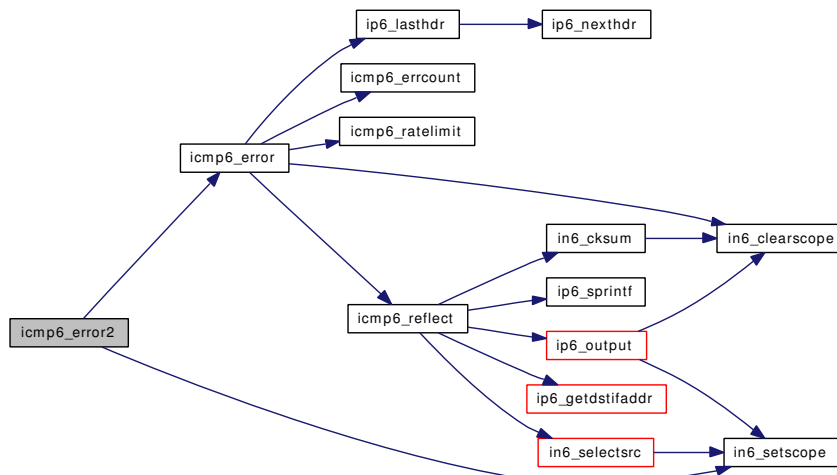 ip6_lasthdr
ip6_nexthdr
icmp6_errcount
icmp6_ratelimit
icmp6_error
in6_cksum
in6_clearscope
ip6_sprintf
icmp6_reflect
icmp6_error2
ip6_output
ip6_getdstifaddr
in6_selectsrc
in6_setscope